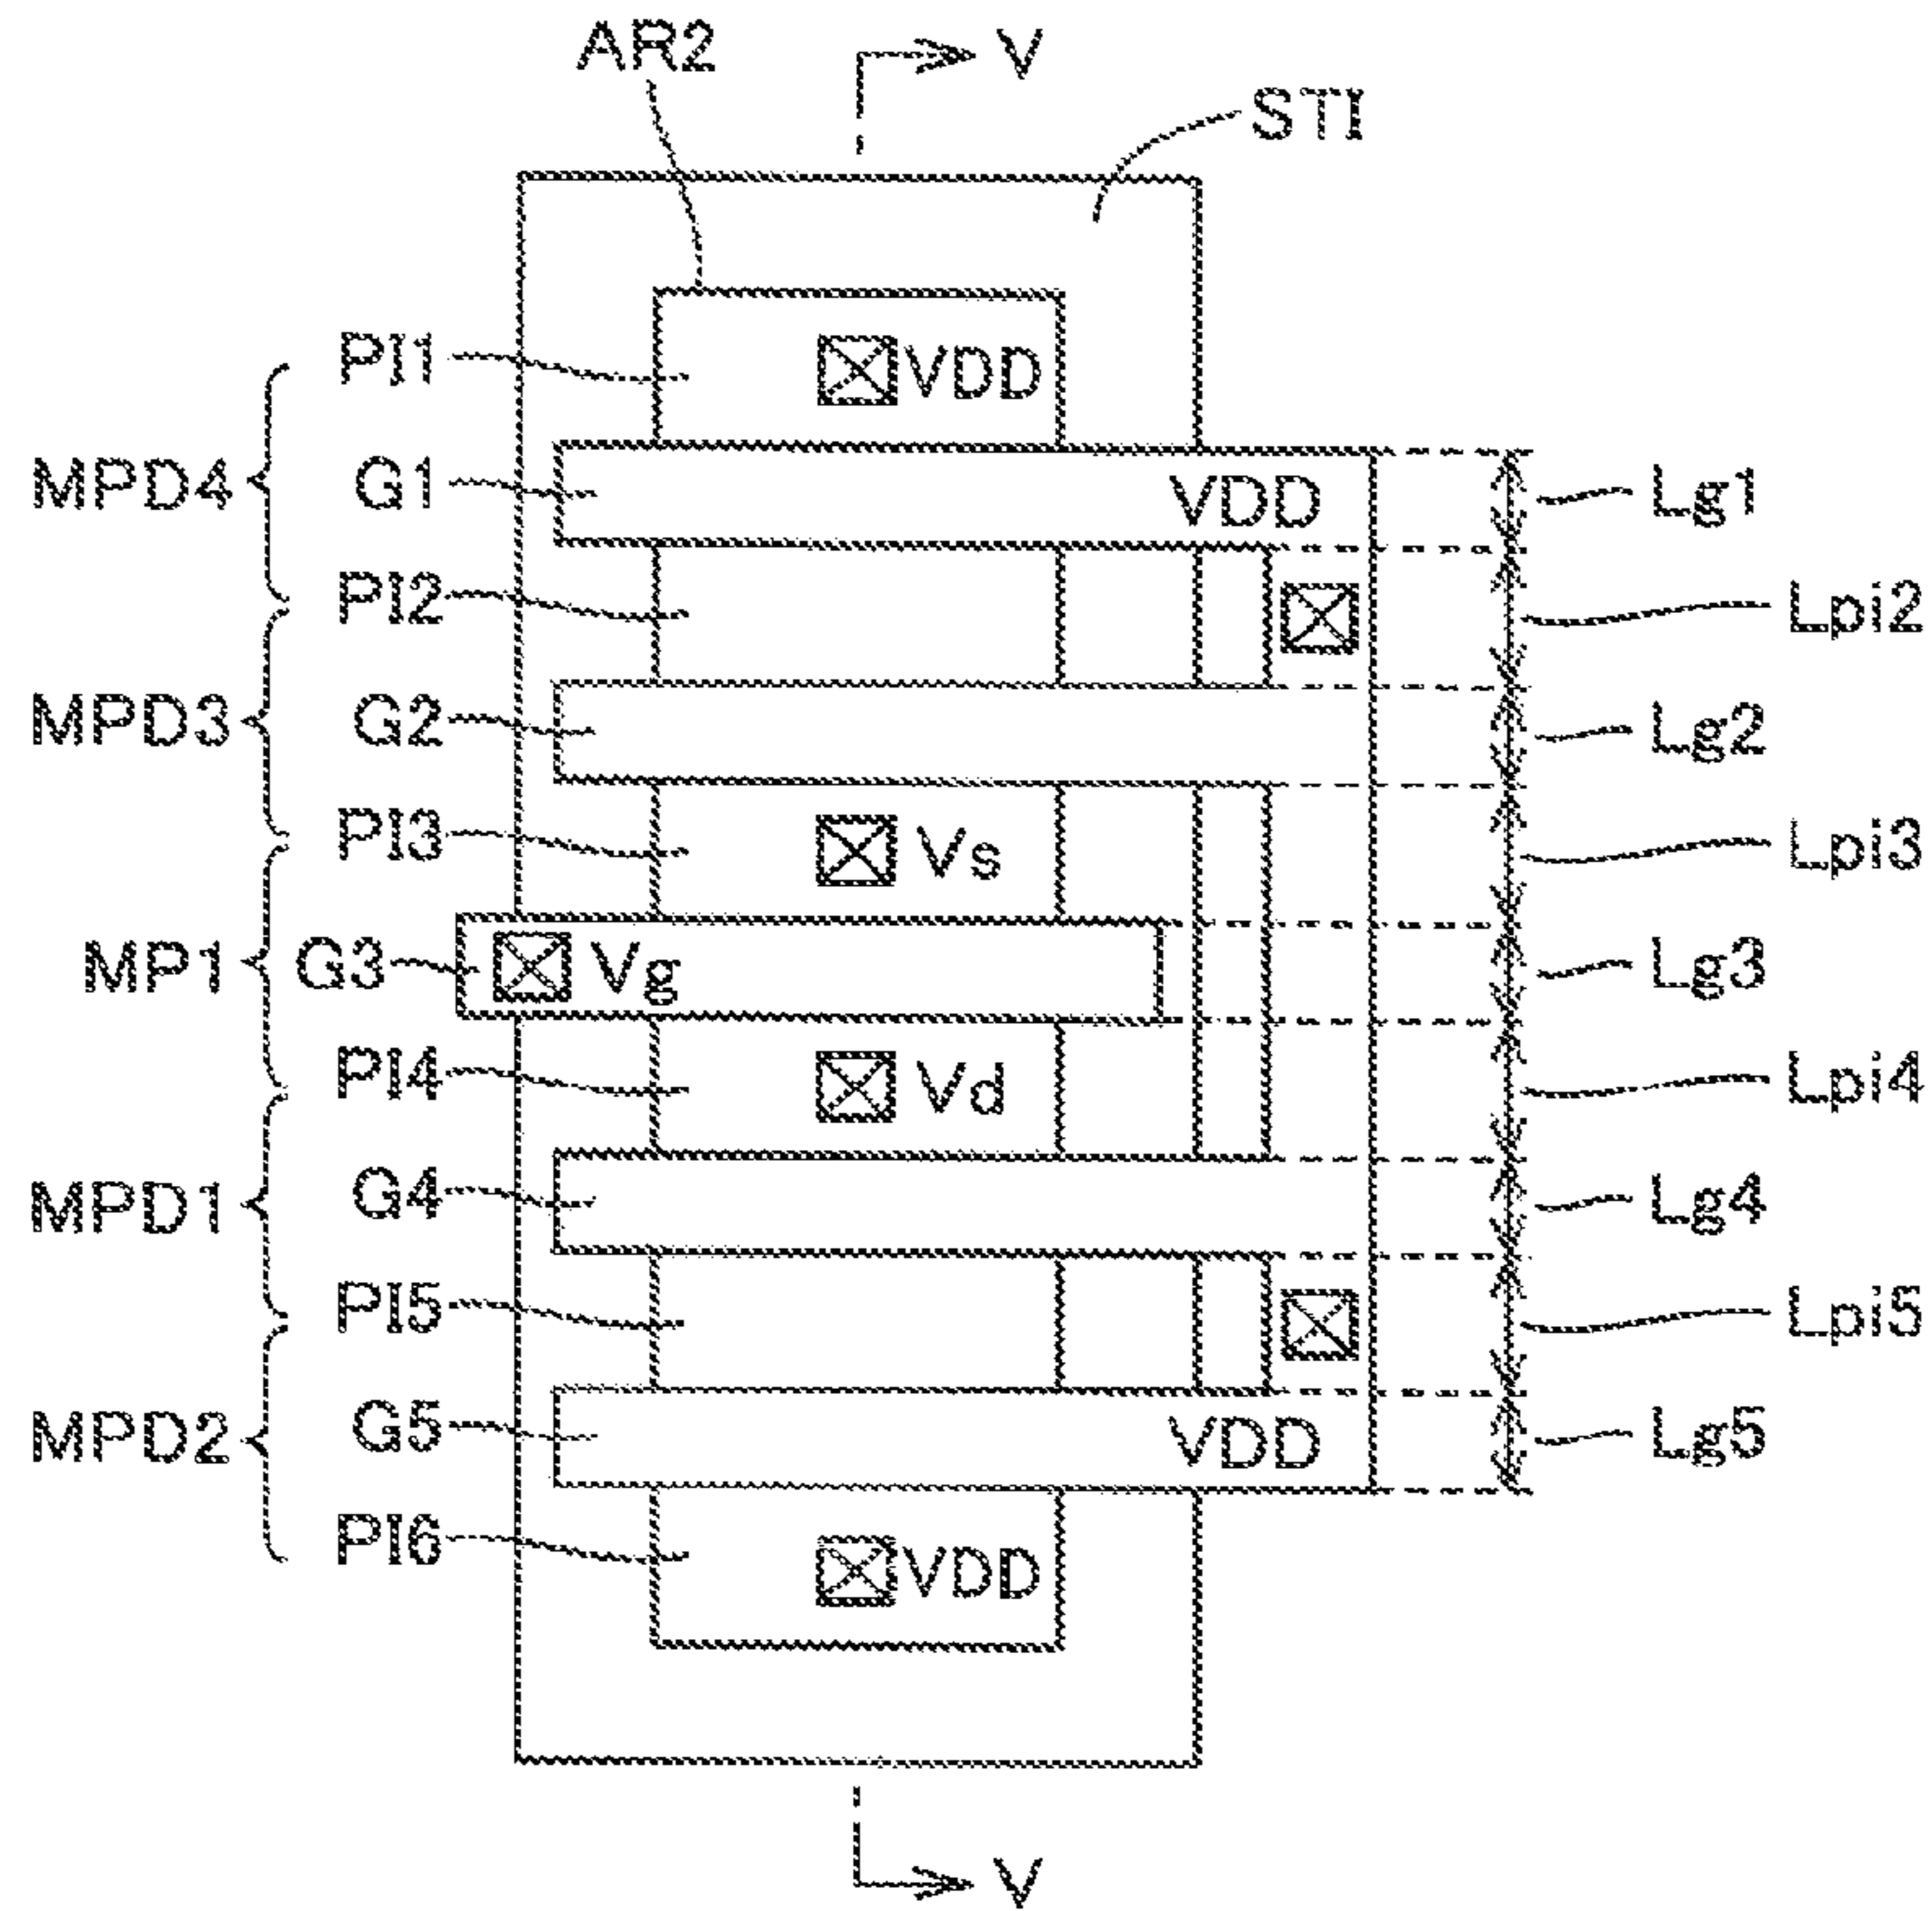 AR2
V
STI
PI1
VDD
MPD4
G1
VDD
Lg1
PI2
Lpi2
MPD3
G2
Lg2
PI3
Vs
Lpi3
MP1
G3
Vg
Lg3
PI4
Vd
Lpi4
MPD1
G4
Lg4
PI5
Lpi5
MPD2
G5
VDD
Lg5
PI6
VDD
V